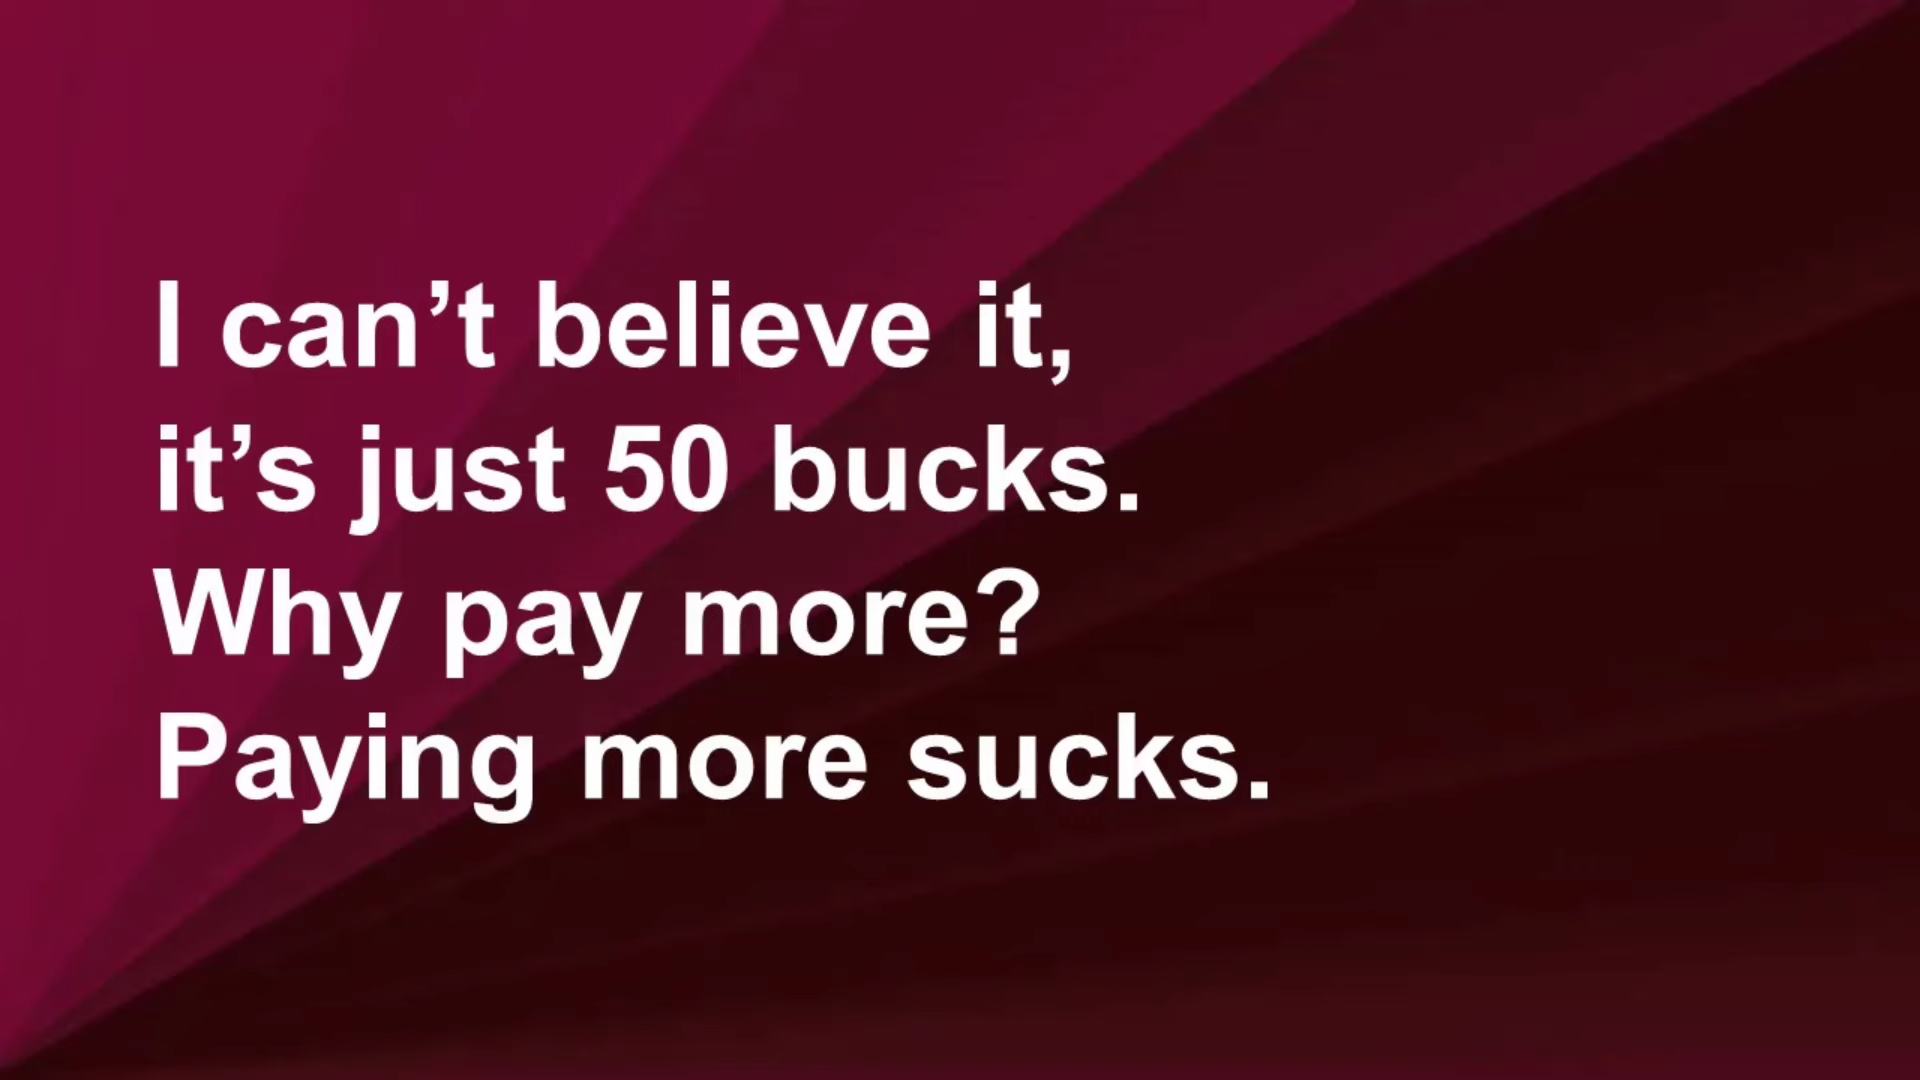 I can’t believe it,
it’s just 50 bucks.
Why pay more?
Paying more sucks.